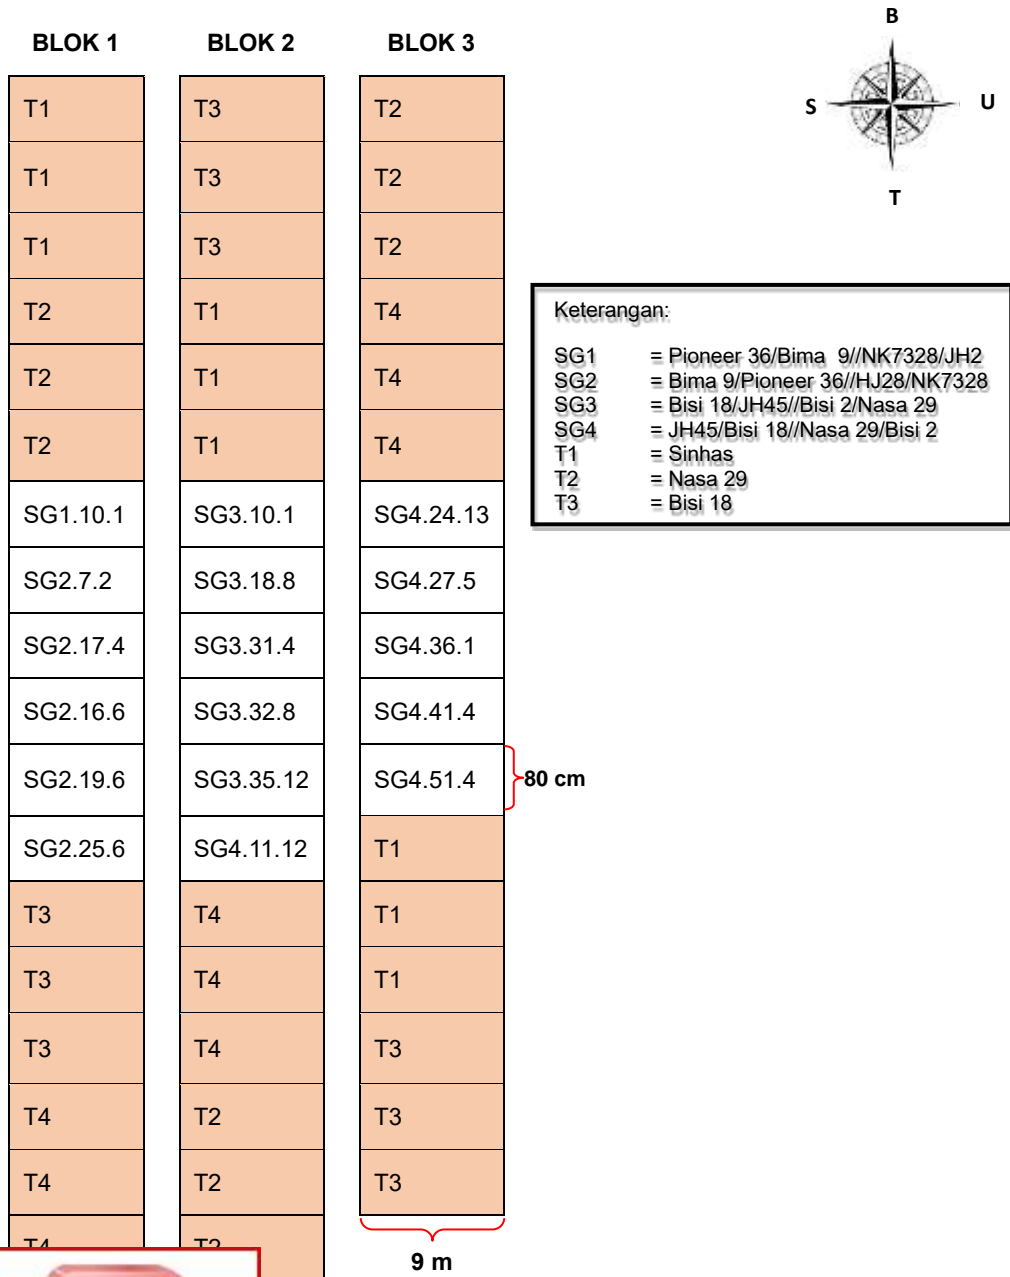 B
BLOK 1 BLOK 2 BLOK 3
S U
T
T1 T3 T2
T1 T3 T2
T1 T3 T2
T2 T1 T4
T2 T1 T4
T2 T1 T4
SG1.10.1 SG3.10.1 SG4.24.13
SG2.7.2 SG3.18.8 SG4.27.5
SG2.17.4 SG3.31.4 SG4.36.1
SG2.16.6 SG3.32.8 SG4.41.4
SG2.19.6 SG3.35.12 SG4.51.4 80 cm
SG2.25.6 SG4.11.12 T1
T3 T4 T1
T3 T4 T1
T3 T4 T3
T4 T2 T3
T4 T2 T3
T4 T2
9 m
Keterangan:
SG1 = Pioneer 36/Bima 9//NK7328/JH2
SG2 = Bima 9/Pioneer 36//HJ28/NK7328
SG3 = Bisi 18/JH45//Bisi 2/Nasa 29
SG4 = JH45/Bisi 18//Nasa 29/Bisi 2
T1 = Sinhas
T2 = Nasa 29
T3 = Bisi 18